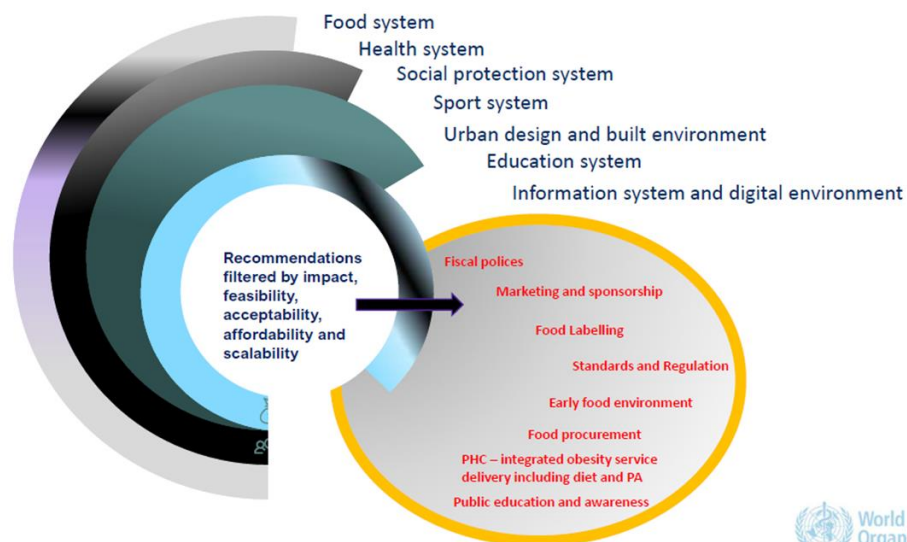 Food system
Health system
Social protection system
Sport system
Urban design and built environment
Education system
Information system and digital environment
Recommendations
filtered by impact,
feasibility,
acceptability,
affordability and
scalability
Fiscal polices
Marketing and sponsorship
Food Labelling
Standards and Regulation
Early food environment
Food procurement
PHC – integrated obesity service
delivery including diet and PA
Public education and awareness
World
Organ